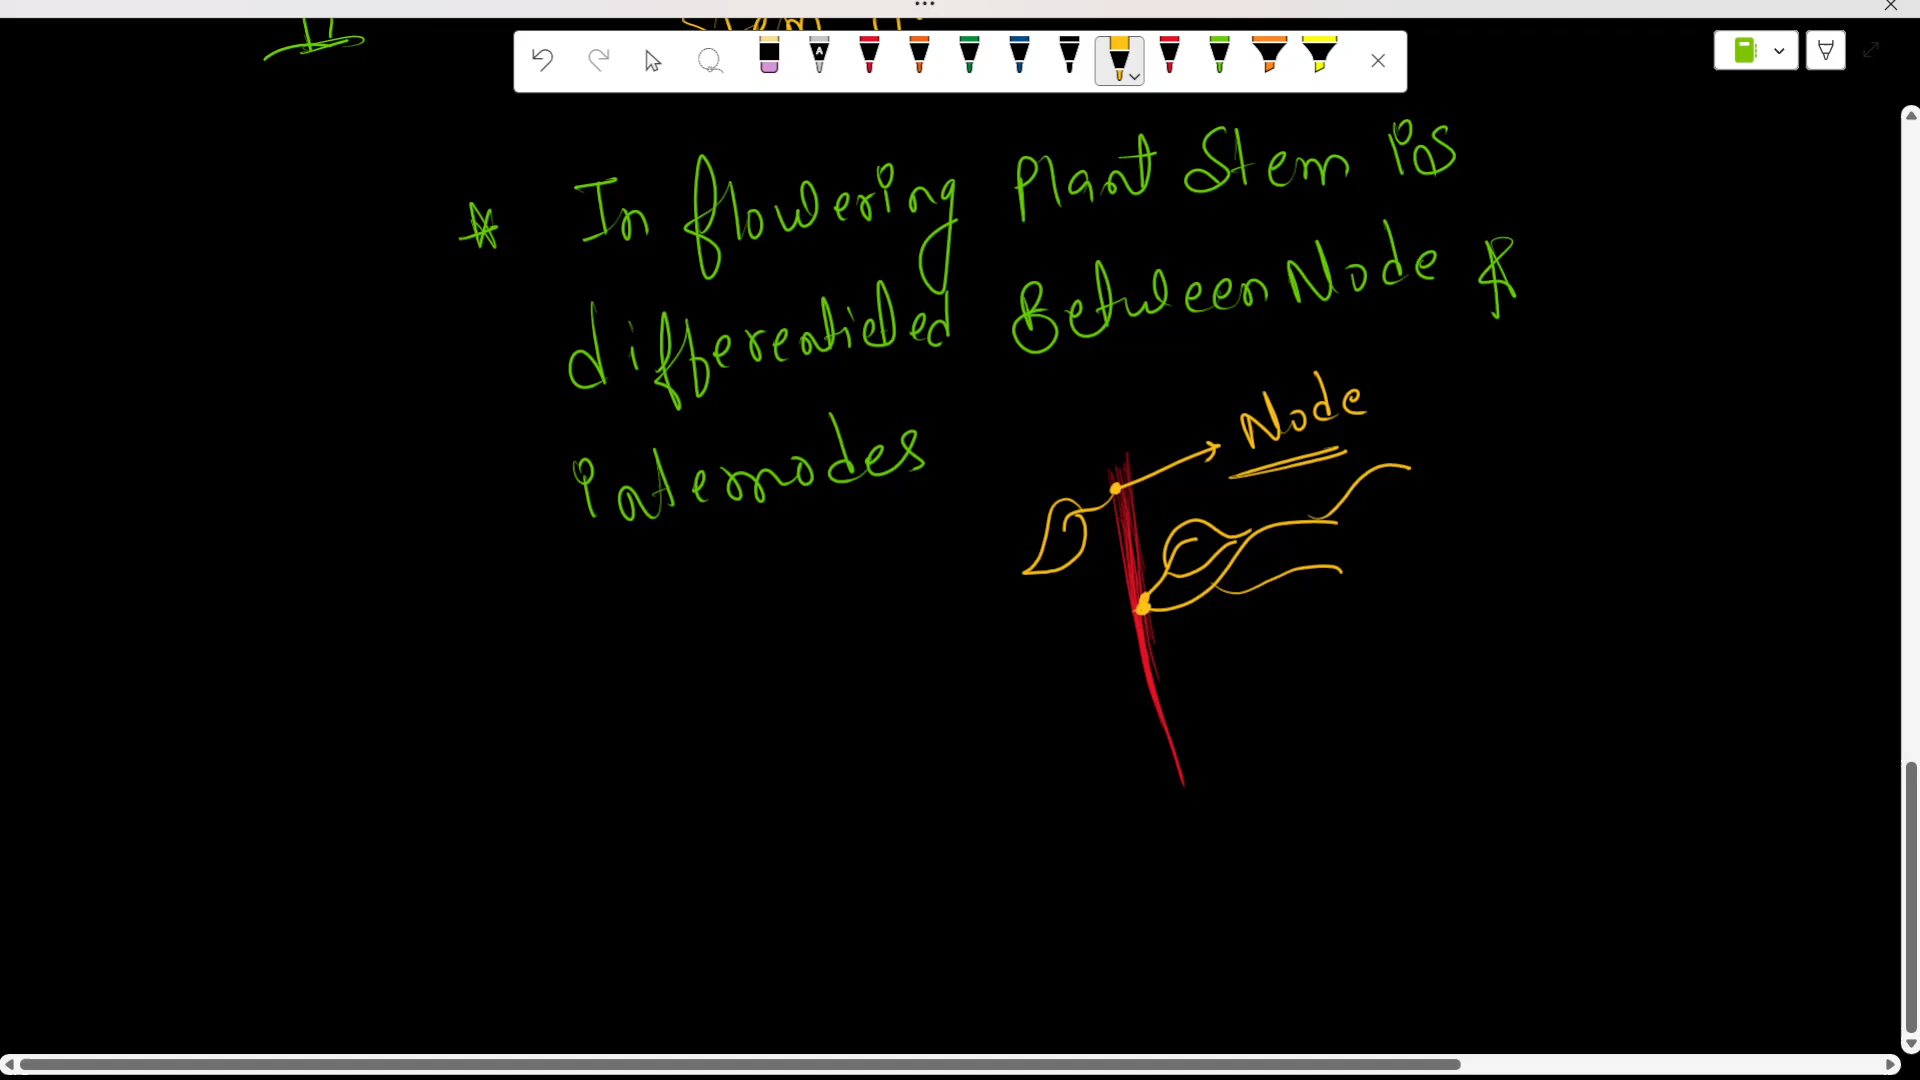 In flowering Plant Stem is
differentiated Between Node &
internodes
Node